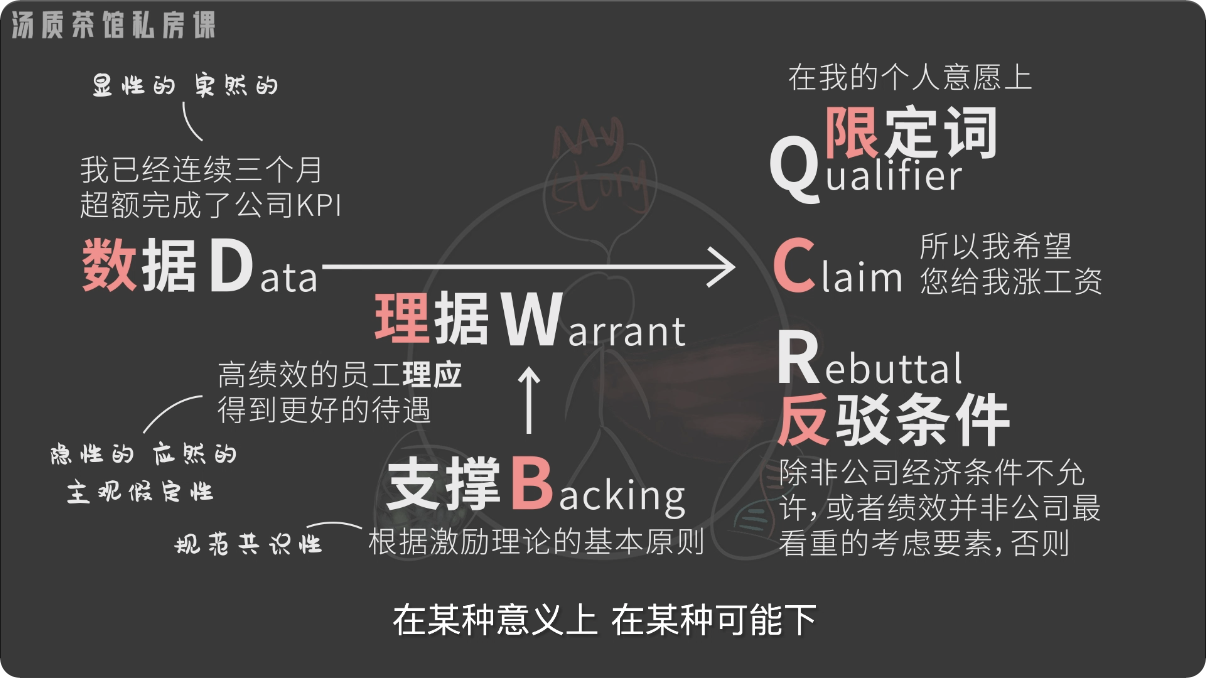 汤质茶馆私房课
显性的 实然的
我已经连续三个月
超额完成了公司KPI
数据 Data
理据 Warrant
高绩效的员工理应
得到更好的待遇
隐性的 应然的
主观假定性
支撑 Backing
规范共识性
根据激励理论的基本原则
在我的个人意愿上
限定词
Qualifier
Claim
所以我希望
您给我涨工资
Rebuttal
反驳条件
除非公司经济条件不允
许,或者绩效并非公司最
看重的考虑要素,否则
My
Story
在某种意义上 在某种可能下